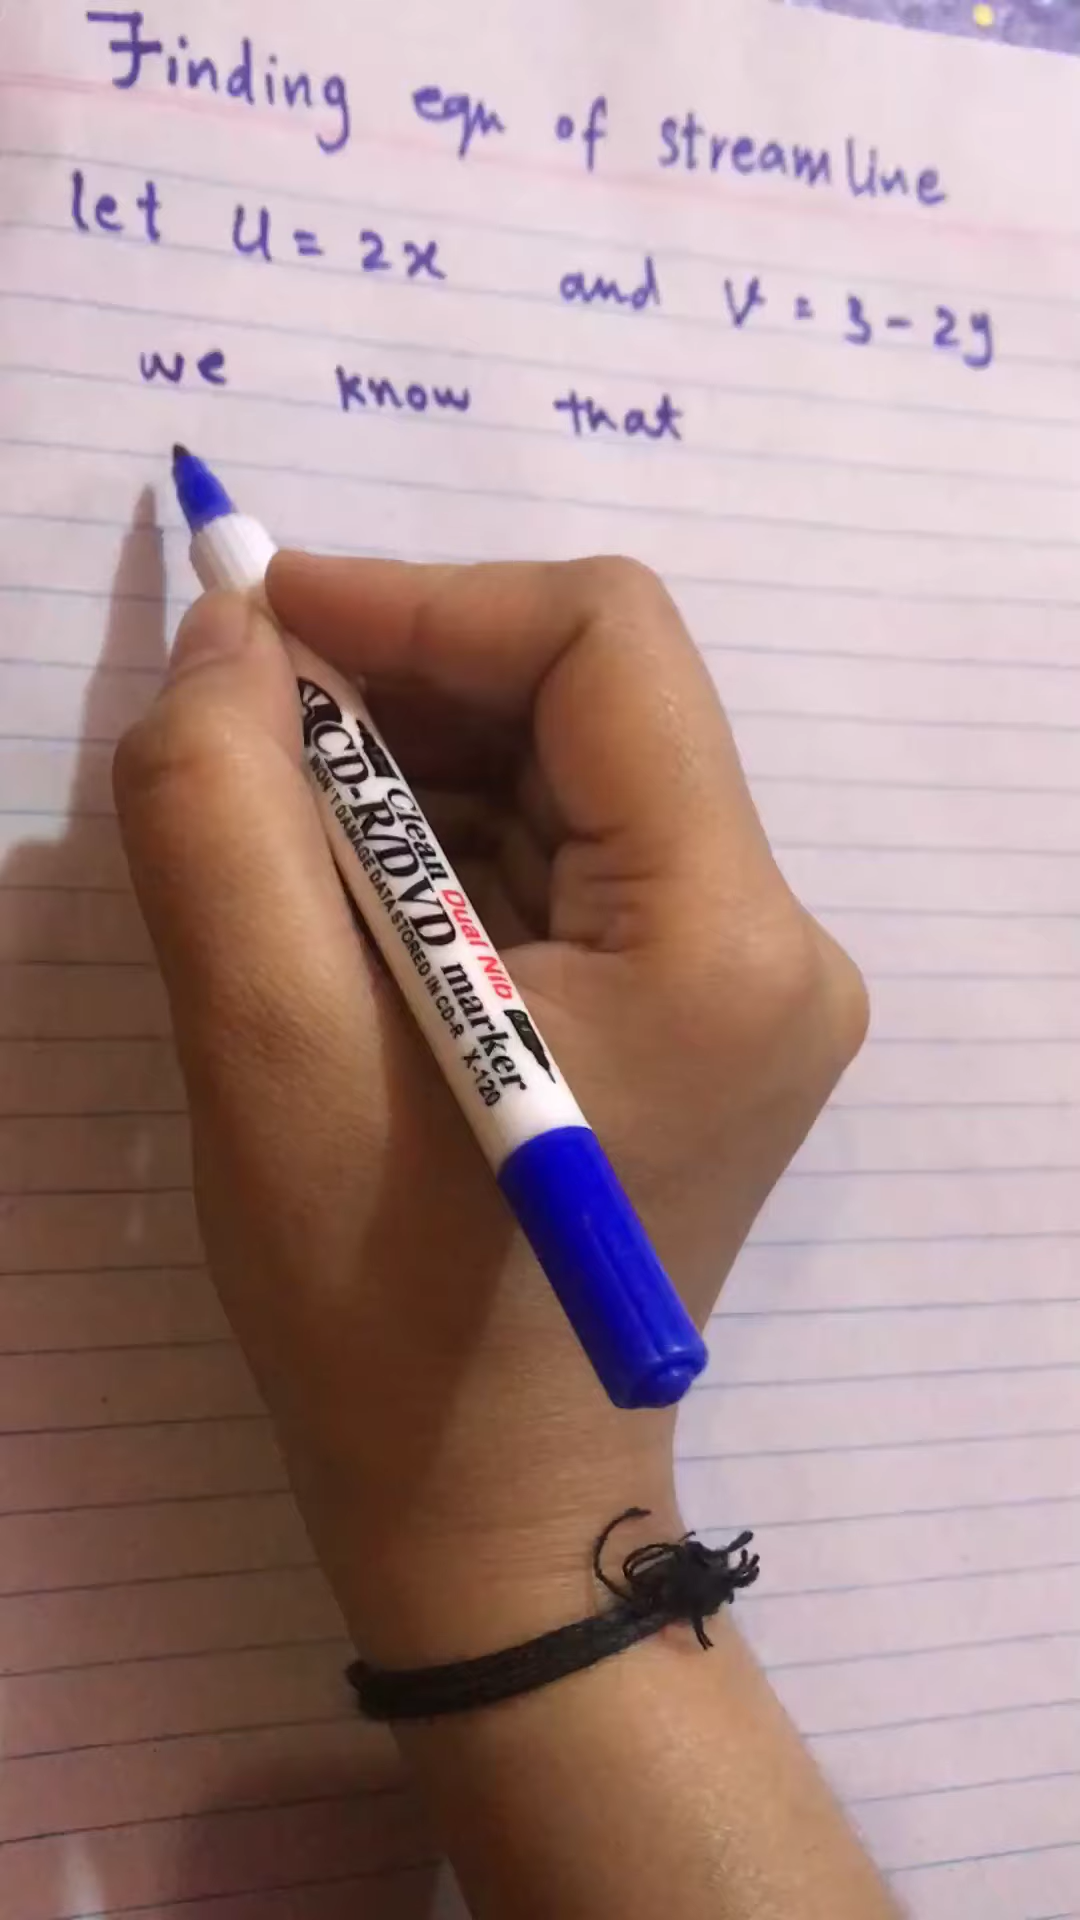 Finding eqn of streamline
let u = 2x and v = 3 - 2y
we know that
Clean Dual Nib
CD-R/DVD marker
WON'T DAMAGE DATA STORED IN CD-R X-120